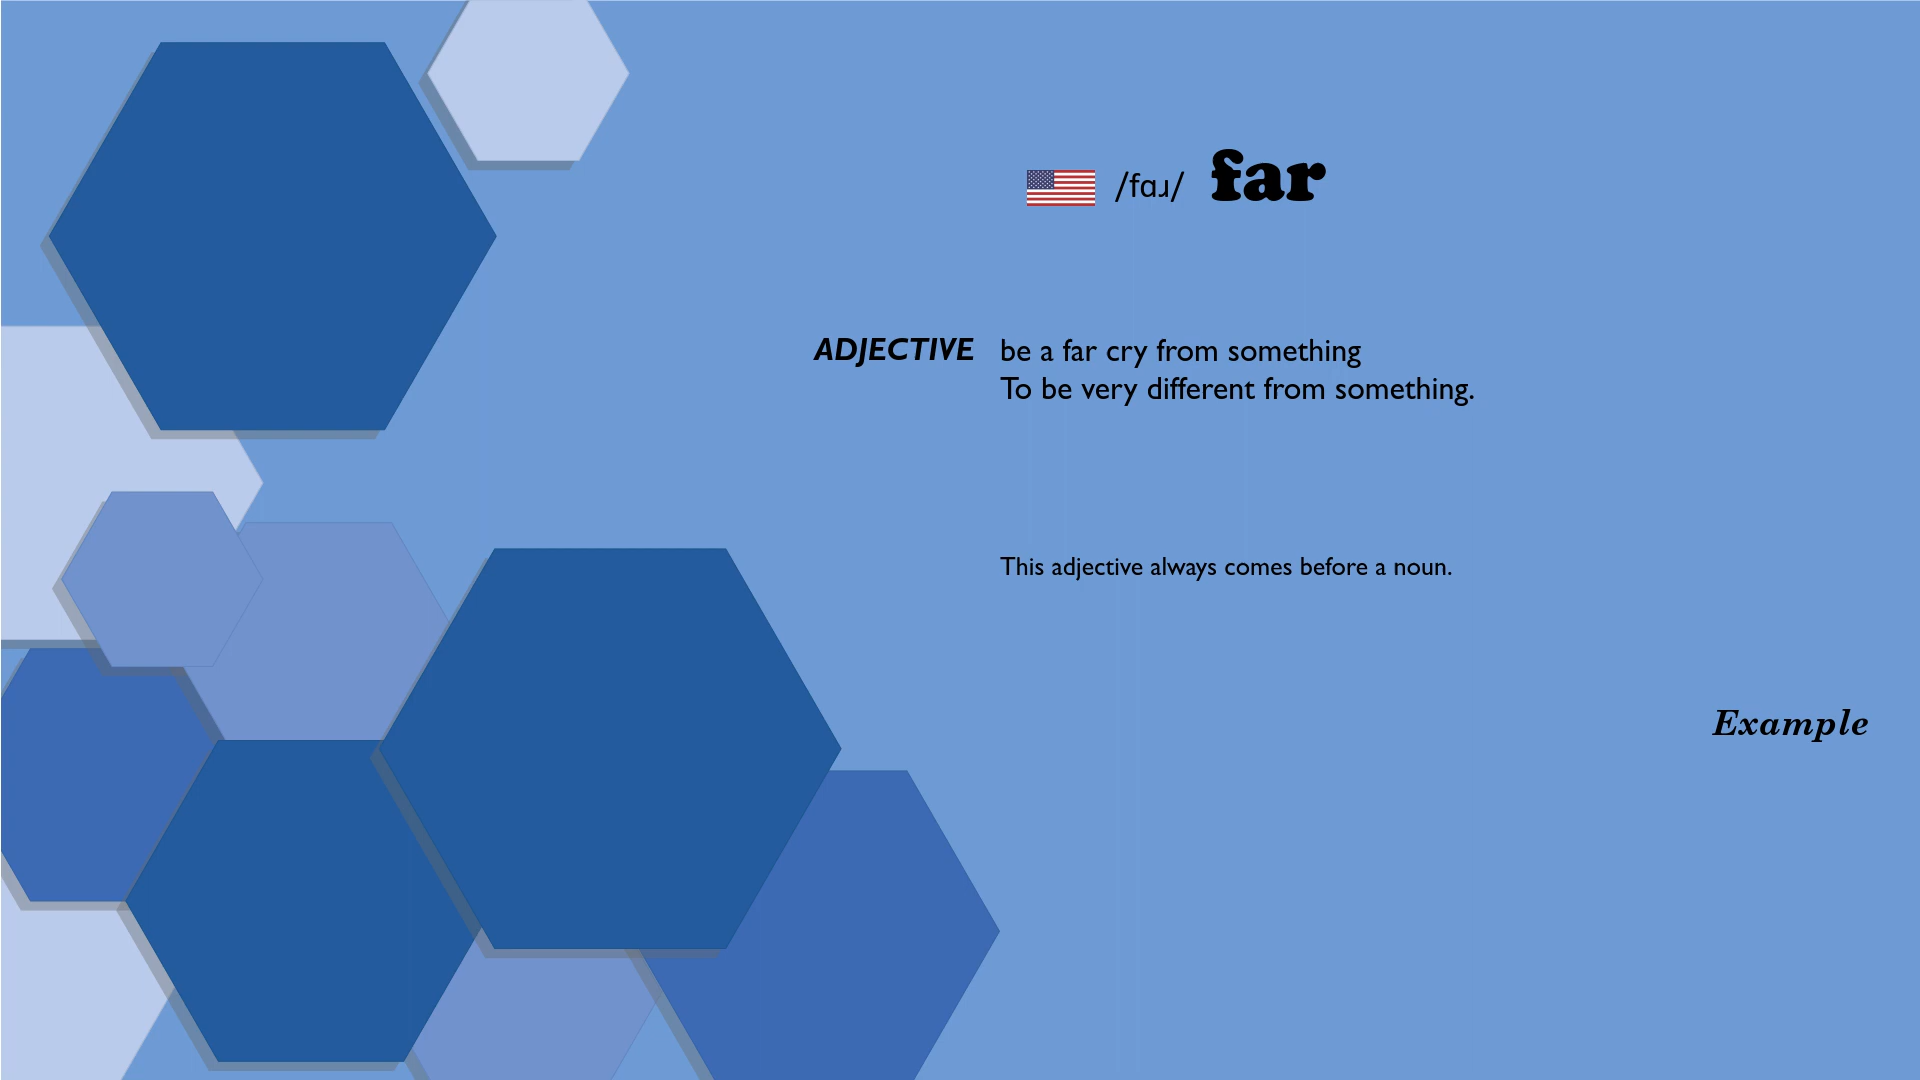 /fɑɹ/ far
ADJECTIVE be a far cry from something
To be very different from something.
This adjective always comes before a noun.
Example